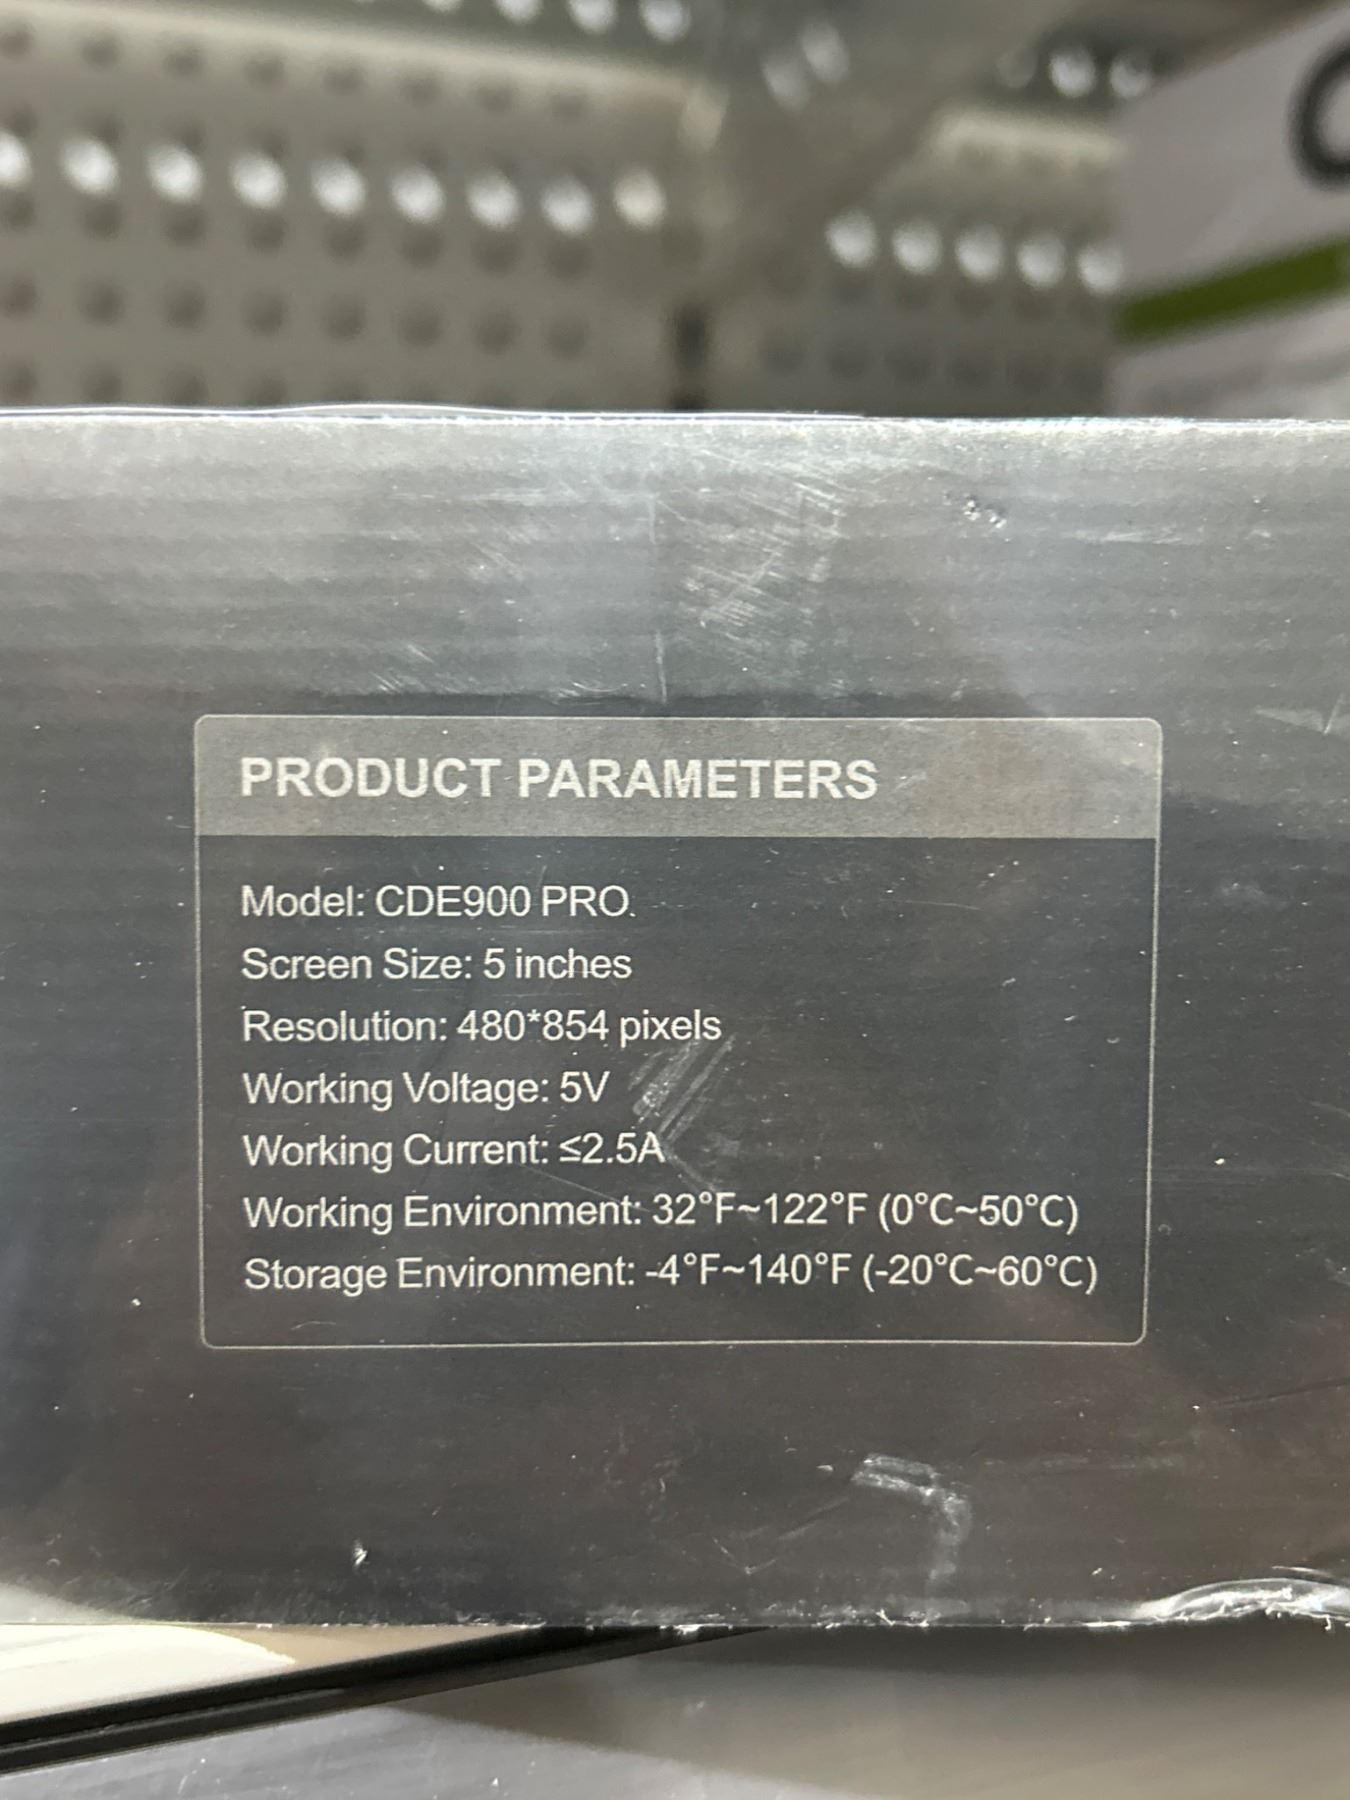 PRODUCT PARAMETERS
Model: CDE900 PRO.
Screen Size: 5 inches
Resolution: 480*854 pixels
Working Voltage: 5V
Working Current: ≤2.5A
Working Environment: 32°F~122°F (0°C~50°C)
Storage Environment: -4°F~140°F (-20°C~60°C)